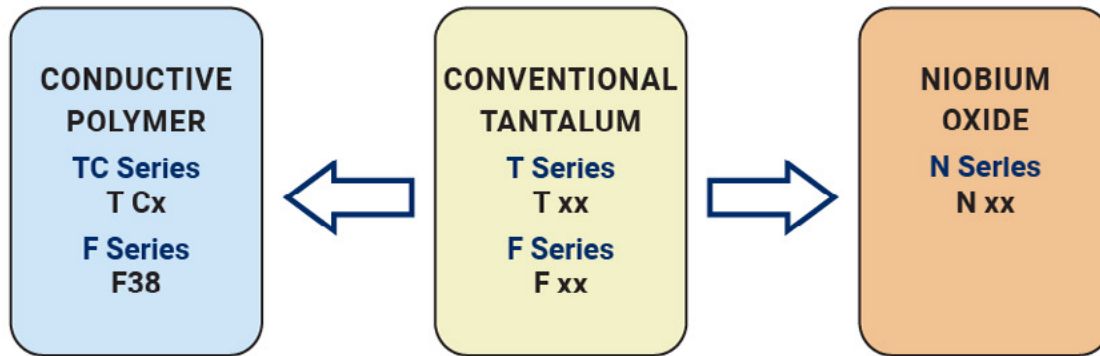 CONDUCTIVE
POLYMER
TC Series
T Cx
F Series
F38
CONVENTIONAL
TANTALUM
T Series
T xx
F Series
F xx
NIOBIUM
OXIDE
N Series
N xx